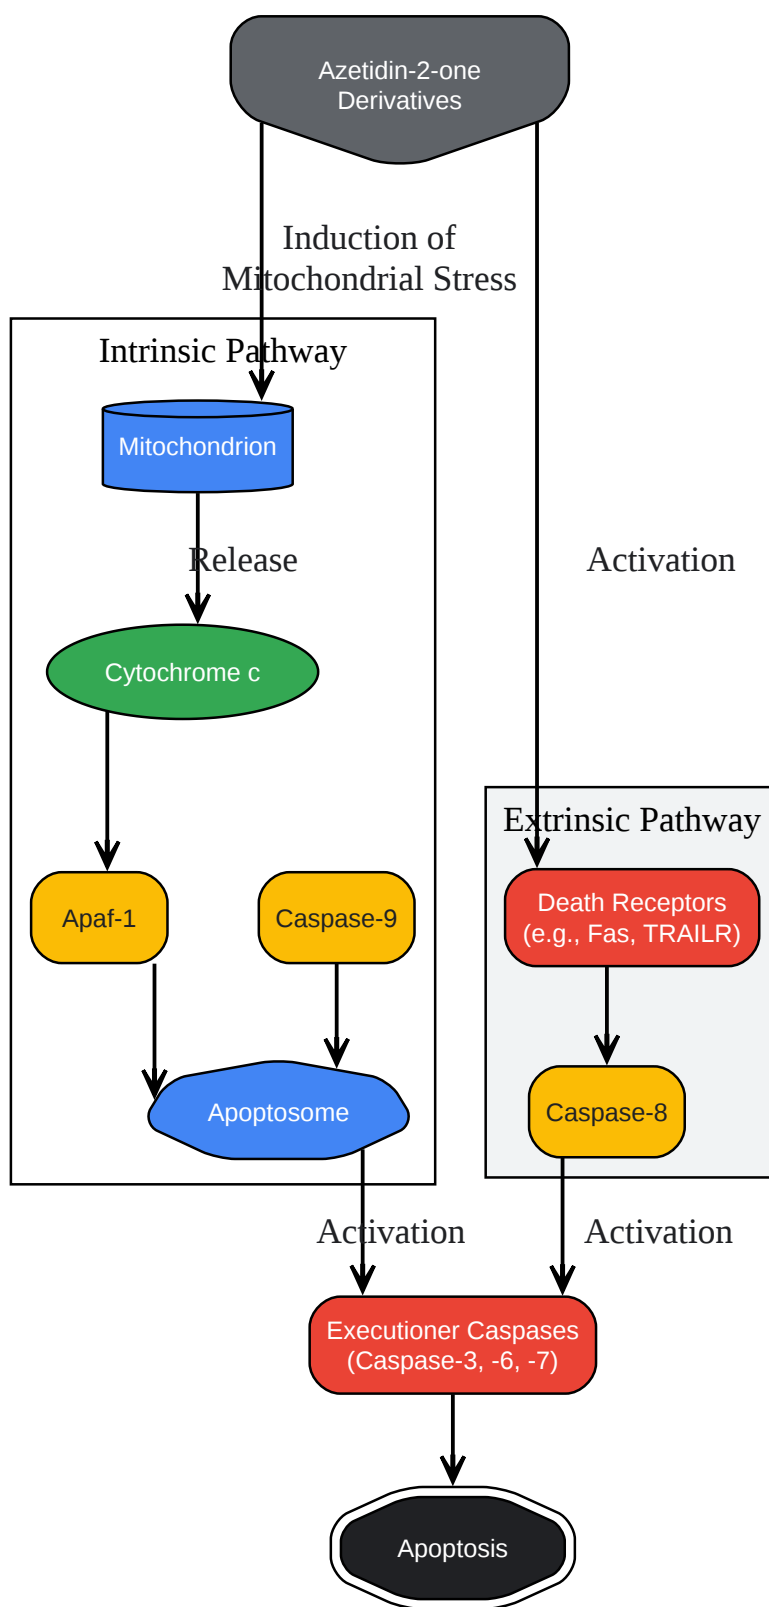 Azetidin-2-one
Derivatives
Induction of
Mitochondrial Stress
Intrinsic Pathway
Mitochondrion
Release
Activation
Cytochrome c
Extrinsic Pathway
Apaf-1
Caspase-9
Death Receptors
(e.g., Fas, TRAILR)
Apoptosome
Caspase-8
Activation
Activation
Executioner Caspases
(Caspase-3, -6, -7)
Apoptosis